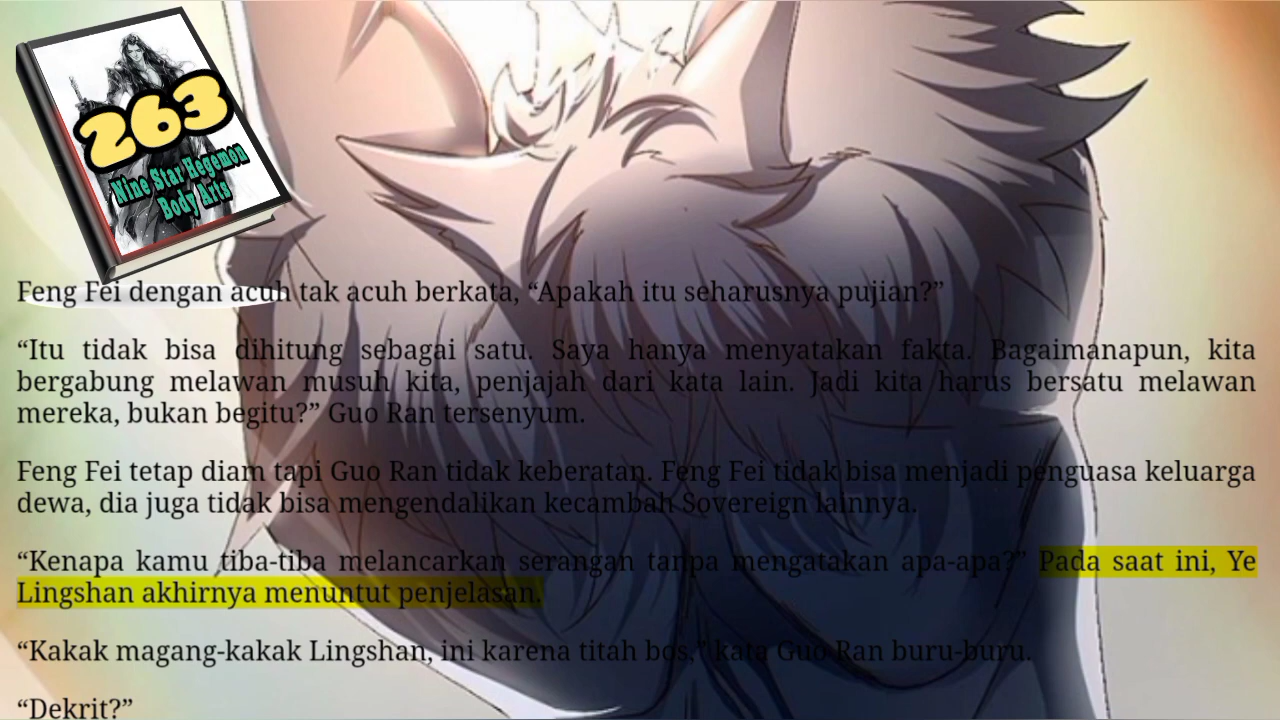 263
Nine Star Hegemon
Body Arts
Feng Fei dengan acuh tak acuh berkata, “Apakah itu seharusnya pujian?”
“Itu tidak bisa dihitung sebagai satu. Saya hanya menyatakan fakta. Bagaimanapun, kita
bergabung melawan musuh kita, penjajah dari kata lain. Jadi kita harus bersatu melawan
mereka, bukan begitu?” Guo Ran tersenyum.
Feng Fei tetap diam tapi Guo Ran tidak keberatan. Feng Fei tidak bisa menjadi penguasa keluarga
dewa, dia juga tidak bisa mengendalikan kecambah Sovereign lainnya.
“Kenapa kamu tiba-tiba melancarkan serangan tanpa mengatakan apa-apa?” Pada saat ini, Ye
Lingshan akhirnya menuntut penjelasan.
“Kakak magang-kakak Lingshan, ini karena titah bos,” kata Guo Ran buru-buru.
“Dekrit?”